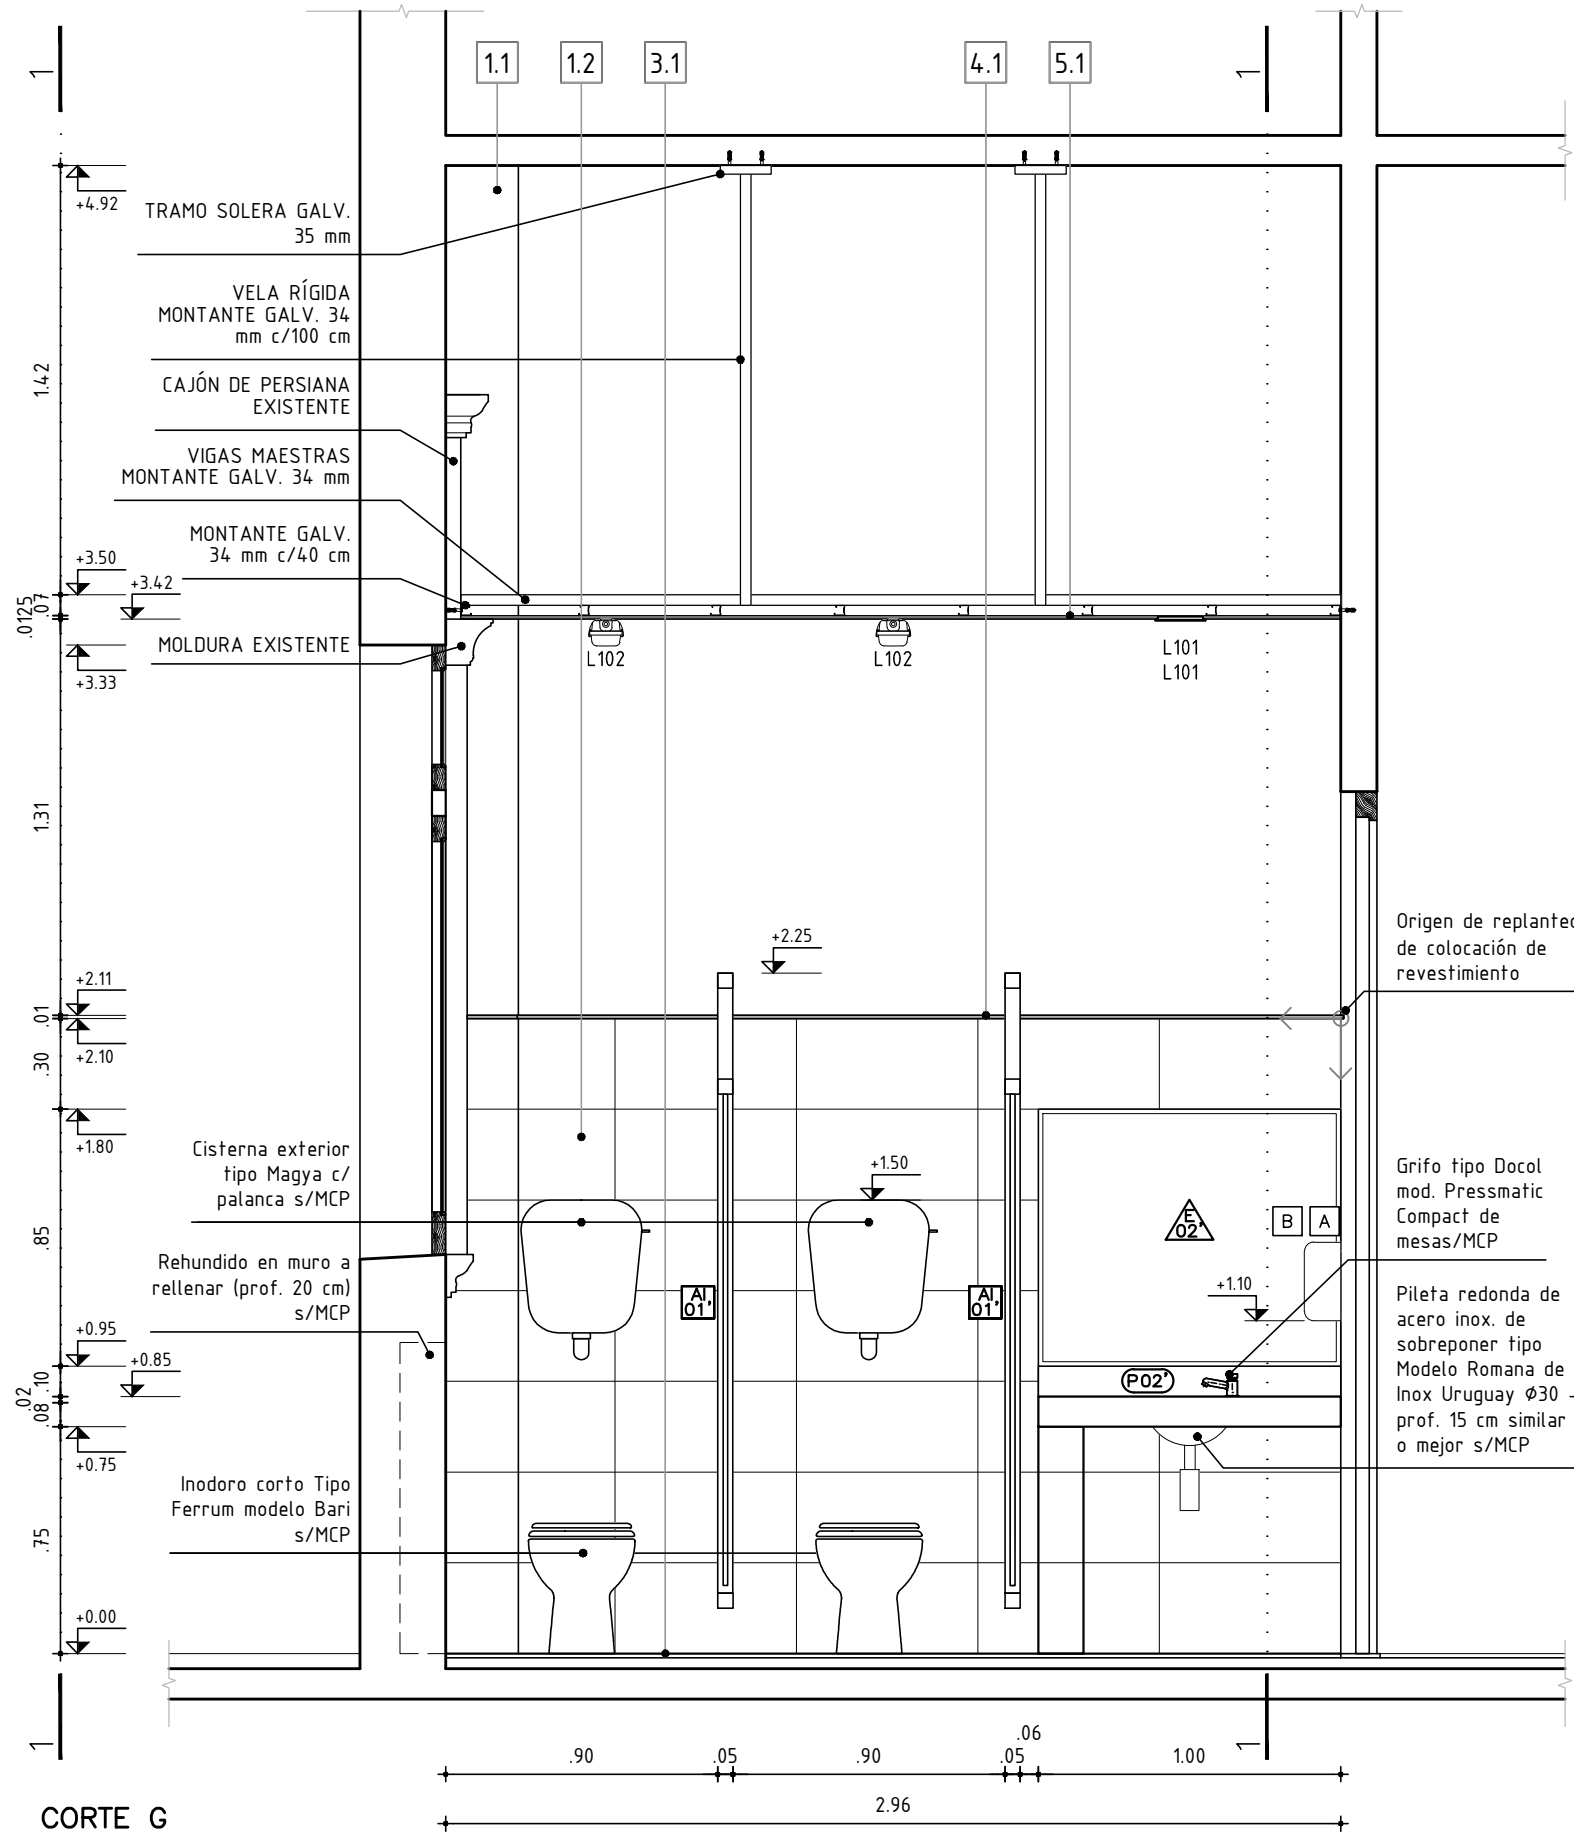 1
1.1
1.2
3.1
4.1
5.1
1
+4.92
TRAMO SOLERA GALV.
35 mm
VELA RÍGIDA
MONTANTE GALV. 34
mm c/100 cm
1.42
CAJÓN DE PERSIANA
EXISTENTE
VIGAS MAESTRAS
MONTANTE GALV. 34 mm
MONTANTE GALV.
34 mm c/40 cm
+3.50
+3.42
.07
.0125
MOLDURA EXISTENTE
+3.33
L102
L102
L101
L101
1.31
+2.25
Origen de replanteo
de colocación de
revestimiento
+2.11
.01
+2.10
.30
+1.80
Cisterna exterior
tipo Magya c/
palanca s/MCP
+1.50
Grifo tipo Docol
mod. Pressmatic
Compact de
mesas/MCP
E
02'
B
A
.85
Rehundido en muro a
rellenar (prof. 20 cm)
s/MCP
AI
01'
AI
01'
+1.10
Pileta redonda de
acero inox. de
sobreponer tipo
Modelo Romana de
Inox Uruguay Ø30 -
prof. 15 cm similar
o mejor s/MCP
+0.95
+0.85
.10
.02
.08
P02'
+0.75
Inodoro corto Tipo
Ferrum modelo Bari
s/MCP
.75
+0.00
1
1
.90
.05
.90
.05
.06
1.00
2.96
CORTE G